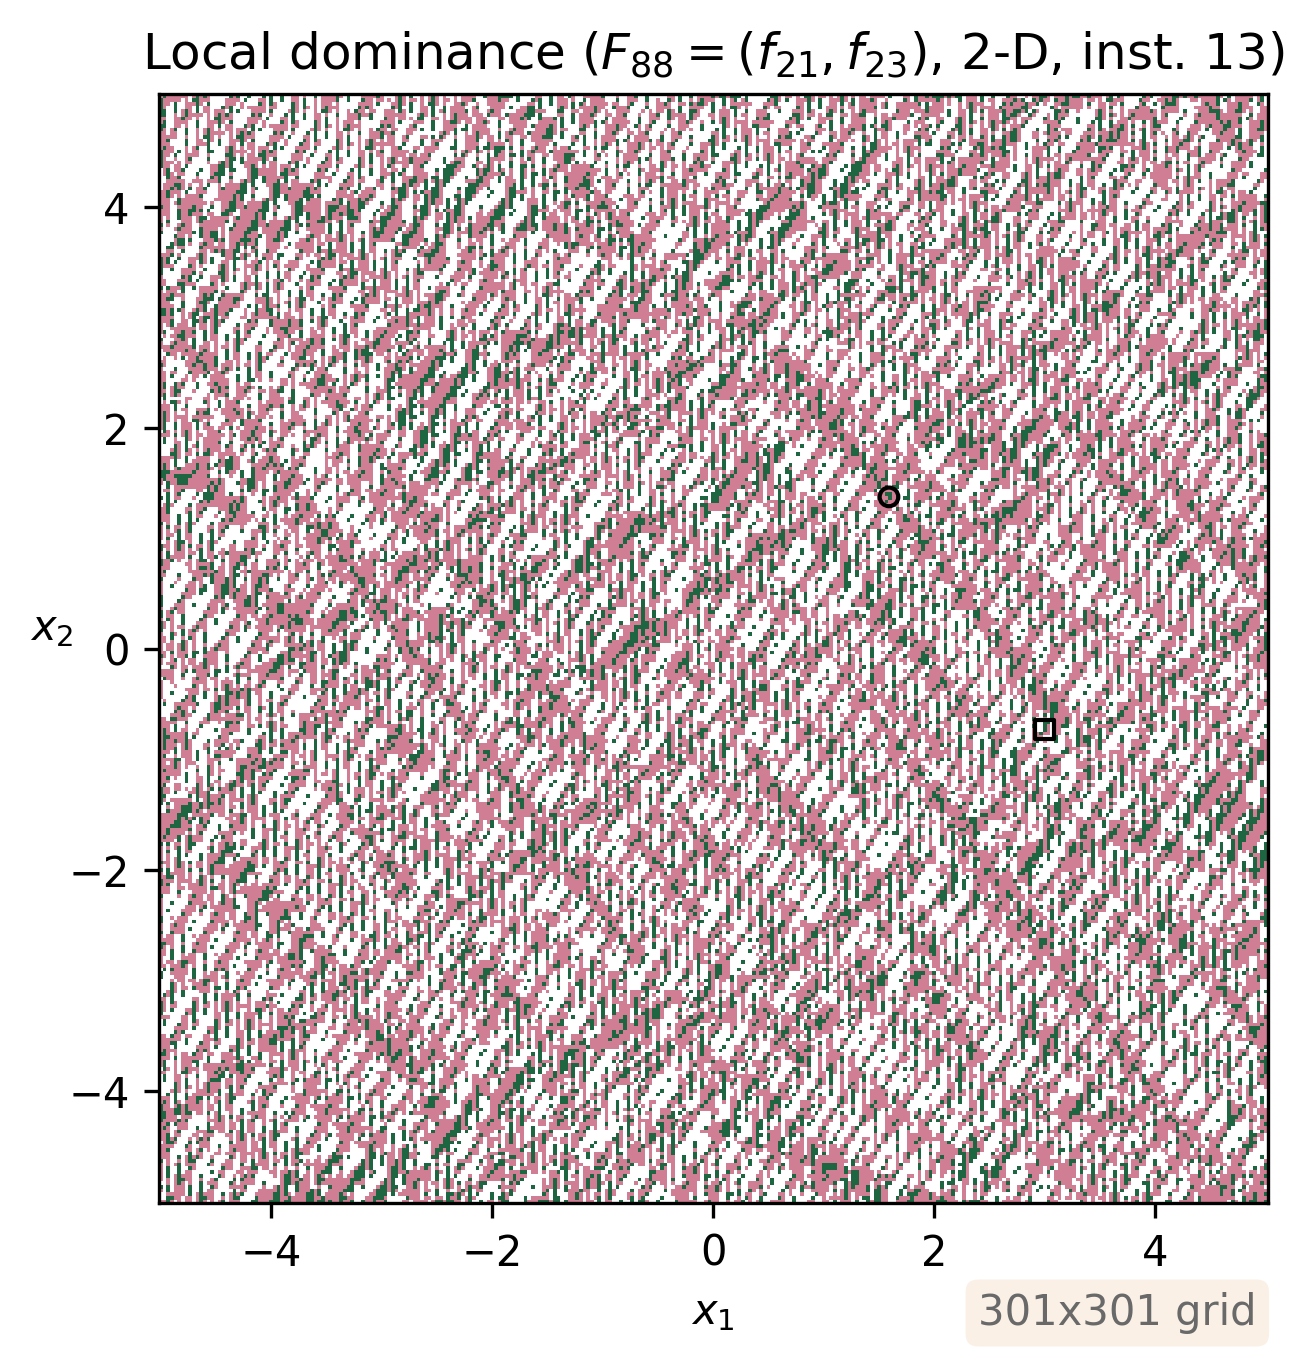 Local dominance (F₈₈ = (f₂₁, f₂₃), 2-D, inst. 13)
4
2
x₂
0
−2
−4
−4 −2 0 2 4
x₁
301x301 grid